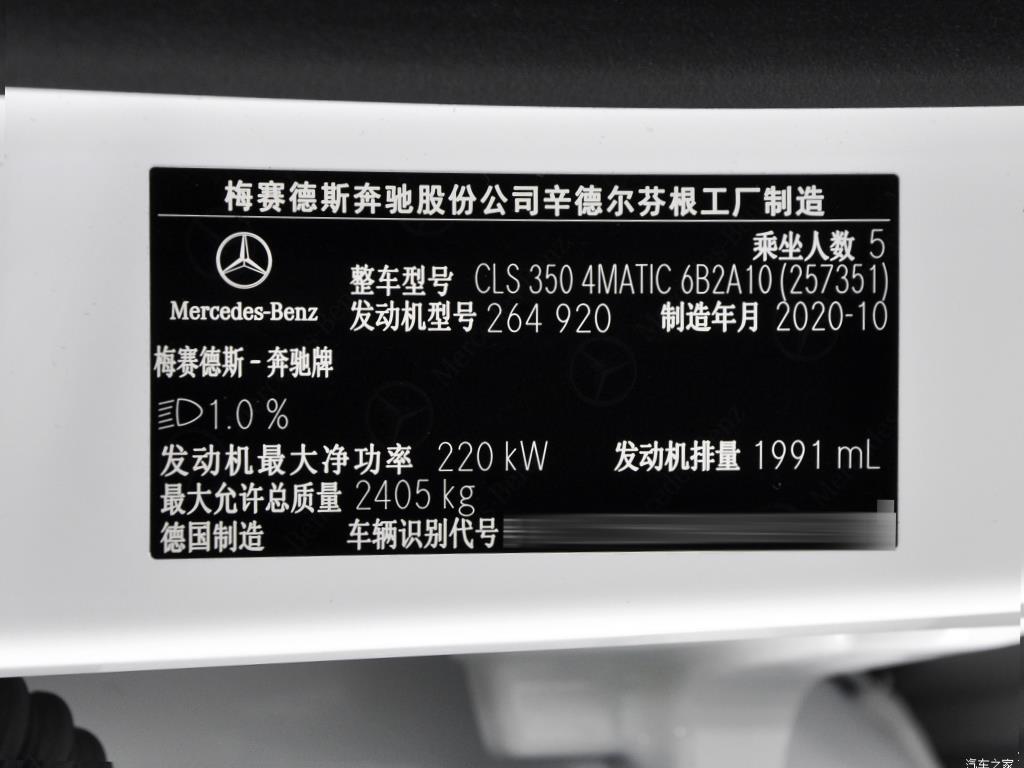 梅赛德斯奔驰股份公司辛德尔芬根工厂制造
乘坐人数 5
Mercedes-Benz
整车型号 CLS 350 4MATIC 6B2A10 (257351)
发动机型号 264 920 制造年月 2020-10
梅赛德斯-奔驰牌
1.0 %
发动机最大净功率 220 kW 发动机排量 1991 mL
最大允许总质量 2405 kg
德国制造 车辆识别代号
汽车之家